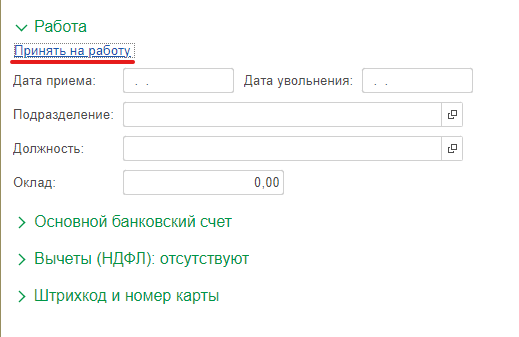 Работа
Принять на работу
Дата приема: . . Дата увольнения: . .
Подразделение:
Должность:
Оклад: 0,00
Основной банковский счет
Вычеты (НДФЛ): отсутствуют
Штрихкод и номер карты